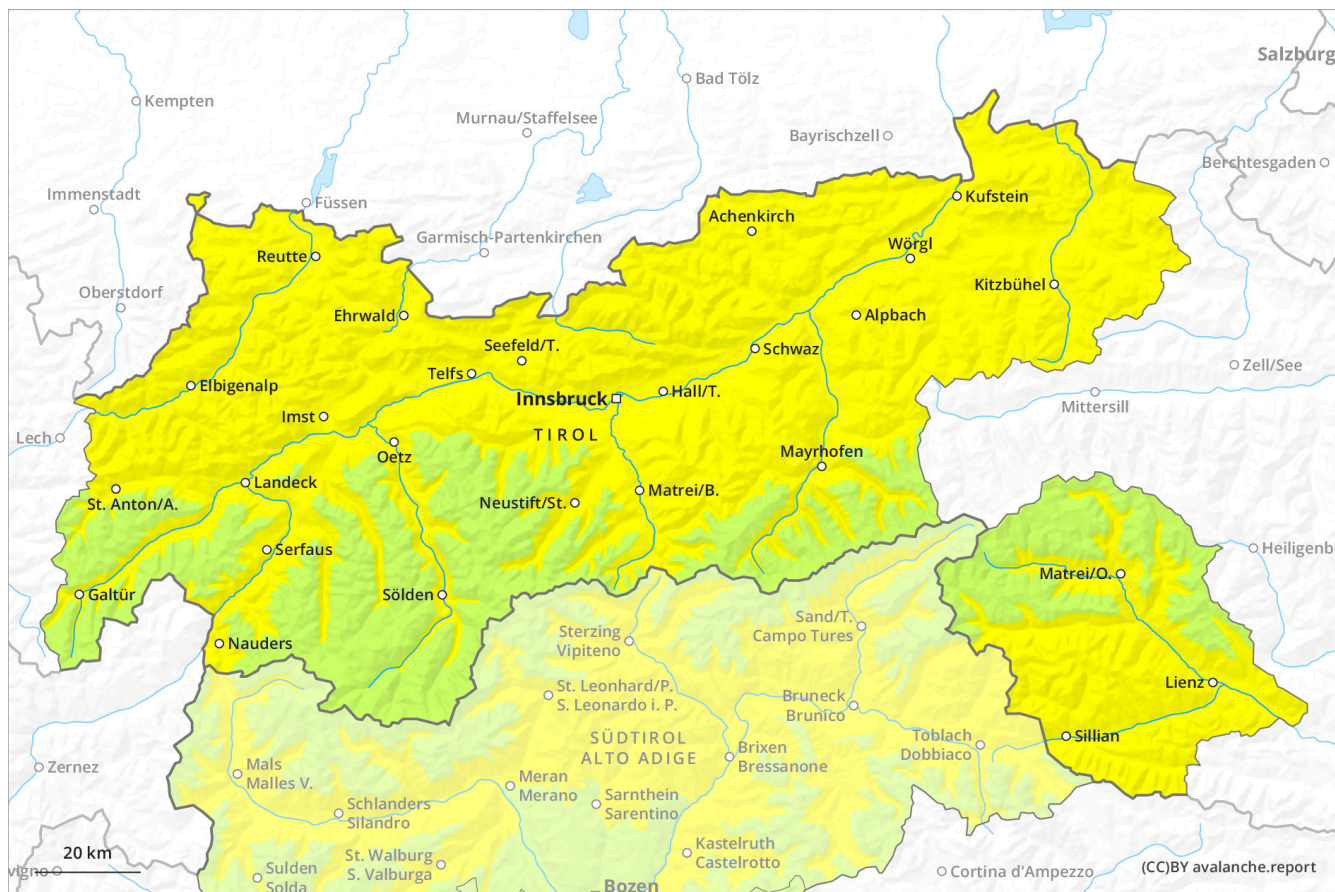 Salzburg
Bad Tölz
Kempten
Murnau/Staffelsee
Bayrischzell
Berchtesgaden
Immenstadt
Füssen
Kufstein
Achenkirch
Garmisch-Partenkirchen
Wörgl
Reutte
Oberstdorf
Kitzbühel
Ehrwald
Alpbach
Seefeld/T.
Schwaz
Zell/See
Telfs
Elbigenalp
Innsbruck
Hall/T.
Mittersill
Imst
Lech
TIROL
Oetz
Mayrhofen
Landeck
St. Anton/A.
Neustift/St.
Matrei/B.
Serfaus
Heiligenb
Matrei/O.
Galtür
Sölden
Sand/T.
Campo Tures
Sterzing
Vipiteno
Nauders
St. Leonhard/P.
S. Leonardo i. P.
Bruneck
Brunico
Lienz
SÜDTIROL
ALTO ADIGE
Toblach
Dobbiaco
Sillian
Brixen
Bressanone
Mals
Malles V.
Zernez
Meran
Merano
Schlanders
Silandro
Sarnthein
Sarentino
Kastelruth
Castelrotto
20 km
St. Walburg
S. Valburga
vigno
Sulden
Solda
Cortina d'Ampezzo
(CC)BY avalanche.report
Bozen